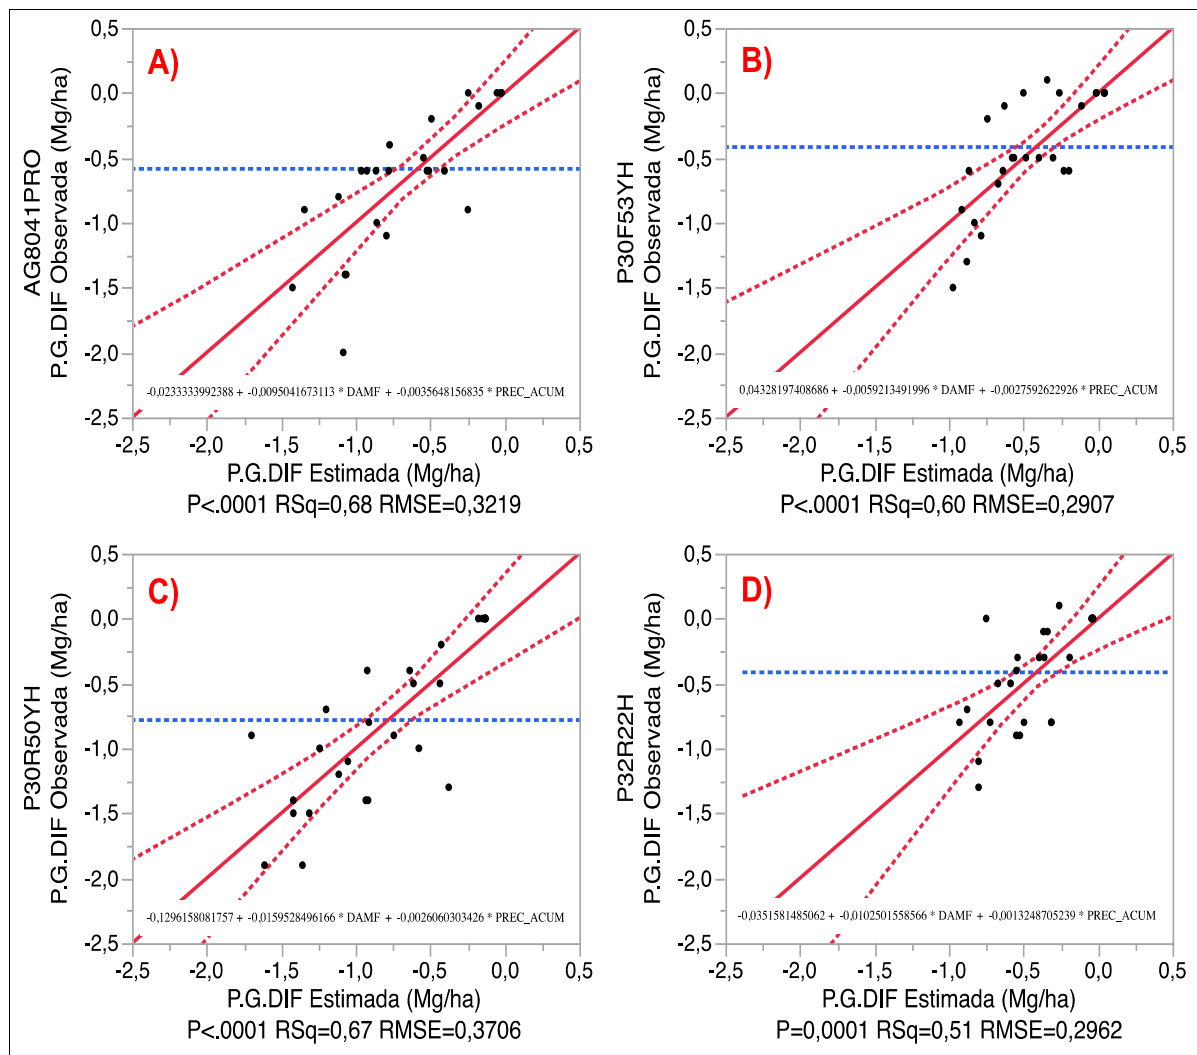 A)
AG8041PRO
P.G.DIF Observada (Mg/ha)
0,5
0,0
-0,5
-1,0
-1,5
-2,0
-2,5
-0,0233333992388 + -0,0095041673113 * DAMF + -0,0035648156835 * PREC_ACUM
-2,5 -2,0 -1,5 -1,0 -0,5 0,0 0,5
P.G.DIF Estimada (Mg/ha)
P<.0001 RSq=0,68 RMSE=0,3219
B)
P30F53YH
P.G.DIF Observada (Mg/ha)
0,5
0,0
-0,5
-1,0
-1,5
-2,0
-2,5
0,04328197408686 + -0,0059213491996 * DAMF + -0,0027592622926 * PREC_ACUM
-2,5 -2,0 -1,5 -1,0 -0,5 0,0 0,5
P.G.DIF Estimada (Mg/ha)
P<.0001 RSq=0,60 RMSE=0,2907
C)
P30R50YH
P.G.DIF Observada (Mg/ha)
0,5
0,0
-0,5
-1,0
-1,5
-2,0
-2,5
-0,1296158081757 + -0,0159528496166 * DAMF + -0,0026060303426 * PREC_ACUM
-2,5 -2,0 -1,5 -1,0 -0,5 0,0 0,5
P.G.DIF Estimada (Mg/ha)
P<.0001 RSq=0,67 RMSE=0,3706
D)
P32R22H
P.G.DIF Observada (Mg/ha)
0,5
0,0
-0,5
-1,0
-1,5
-2,0
-2,5
-0,0351581485062 + -0,0102501558566 * DAMF + -0,0013248705239 * PREC_ACUM
-2,5 -2,0 -1,5 -1,0 -0,5 0,0 0,5
P.G.DIF Estimada (Mg/ha)
P=0,0001 RSq=0,51 RMSE=0,2962